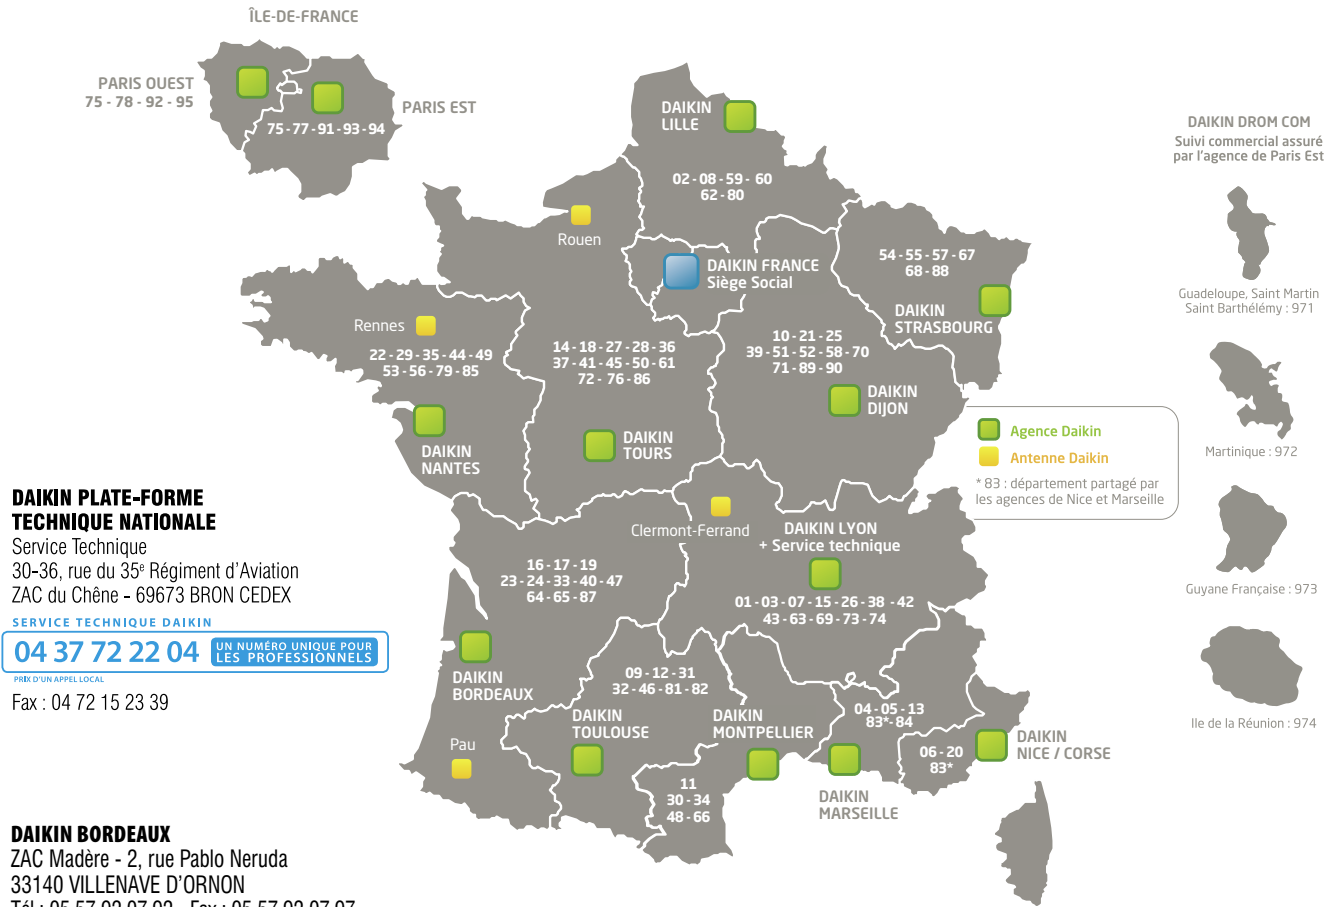 ÎLE-DE-FRANCE
PARIS OUEST
75 - 78 - 92 - 95
PARIS EST
75 - 77 - 91 - 93 - 94
DAIKIN
LILLE
02 - 08 - 59 - 60
62 - 80
Rouen
DAIKIN FRANCE
Siège Social
54 - 55 - 57 - 67
68 - 88
DAIKIN
STRASBOURG
Rennes
22 - 29 - 35 - 44 - 49
53 - 56 - 79 - 85
DAIKIN
NANTES
14 - 18 - 27 - 28 - 36
37 - 41 - 45 - 50 - 61
72 - 76 - 86
DAIKIN
TOURS
10 - 21 - 25
39 - 51 - 52 - 58 - 70
71 - 89 - 90
DAIKIN
DIJON
Agence Daikin
Antenne Daikin
* 83 : département partagé par
les agences de Nice et Marseille
Clermont-Ferrand
DAIKIN LYON
+ Service technique
01 - 03 - 07 - 15 - 26 - 38 - 42
43 - 63 - 69 - 73 - 74
16 - 17 - 19
23 - 24 - 33 - 40 - 47
64 - 65 - 87
DAIKIN
BORDEAUX
Pau
09 - 12 - 31
32 - 46 - 81 - 82
DAIKIN
TOULOUSE
DAIKIN
MONTPELLIER
11
30 - 34
48 - 66
04 - 05 - 13
83* - 84
DAIKIN
MARSEILLE
06 - 20
83*
DAIKIN
NICE / CORSE
DAIKIN DROM COM
Suivi commercial assuré
par l'agence de Paris Est
Guadeloupe, Saint Martin
Saint Barthélémy : 971
Martinique : 972
Guyane Française : 973
Ile de la Réunion : 974
DAIKIN PLATE-FORME
TECHNIQUE NATIONALE
Service Technique
30-36, rue du 35e Régiment d'Aviation
ZAC du Chêne - 69673 BRON CEDEX
SERVICE TECHNIQUE DAIKIN
04 37 72 22 04
UN NUMÉRO UNIQUE POUR
LES PROFESSIONNELS
PRIX D'UN APPEL LOCAL
Fax : 04 72 15 23 39
DAIKIN BORDEAUX
ZAC Madère - 2, rue Pablo Neruda
33140 VILLENAVE D'ORNON